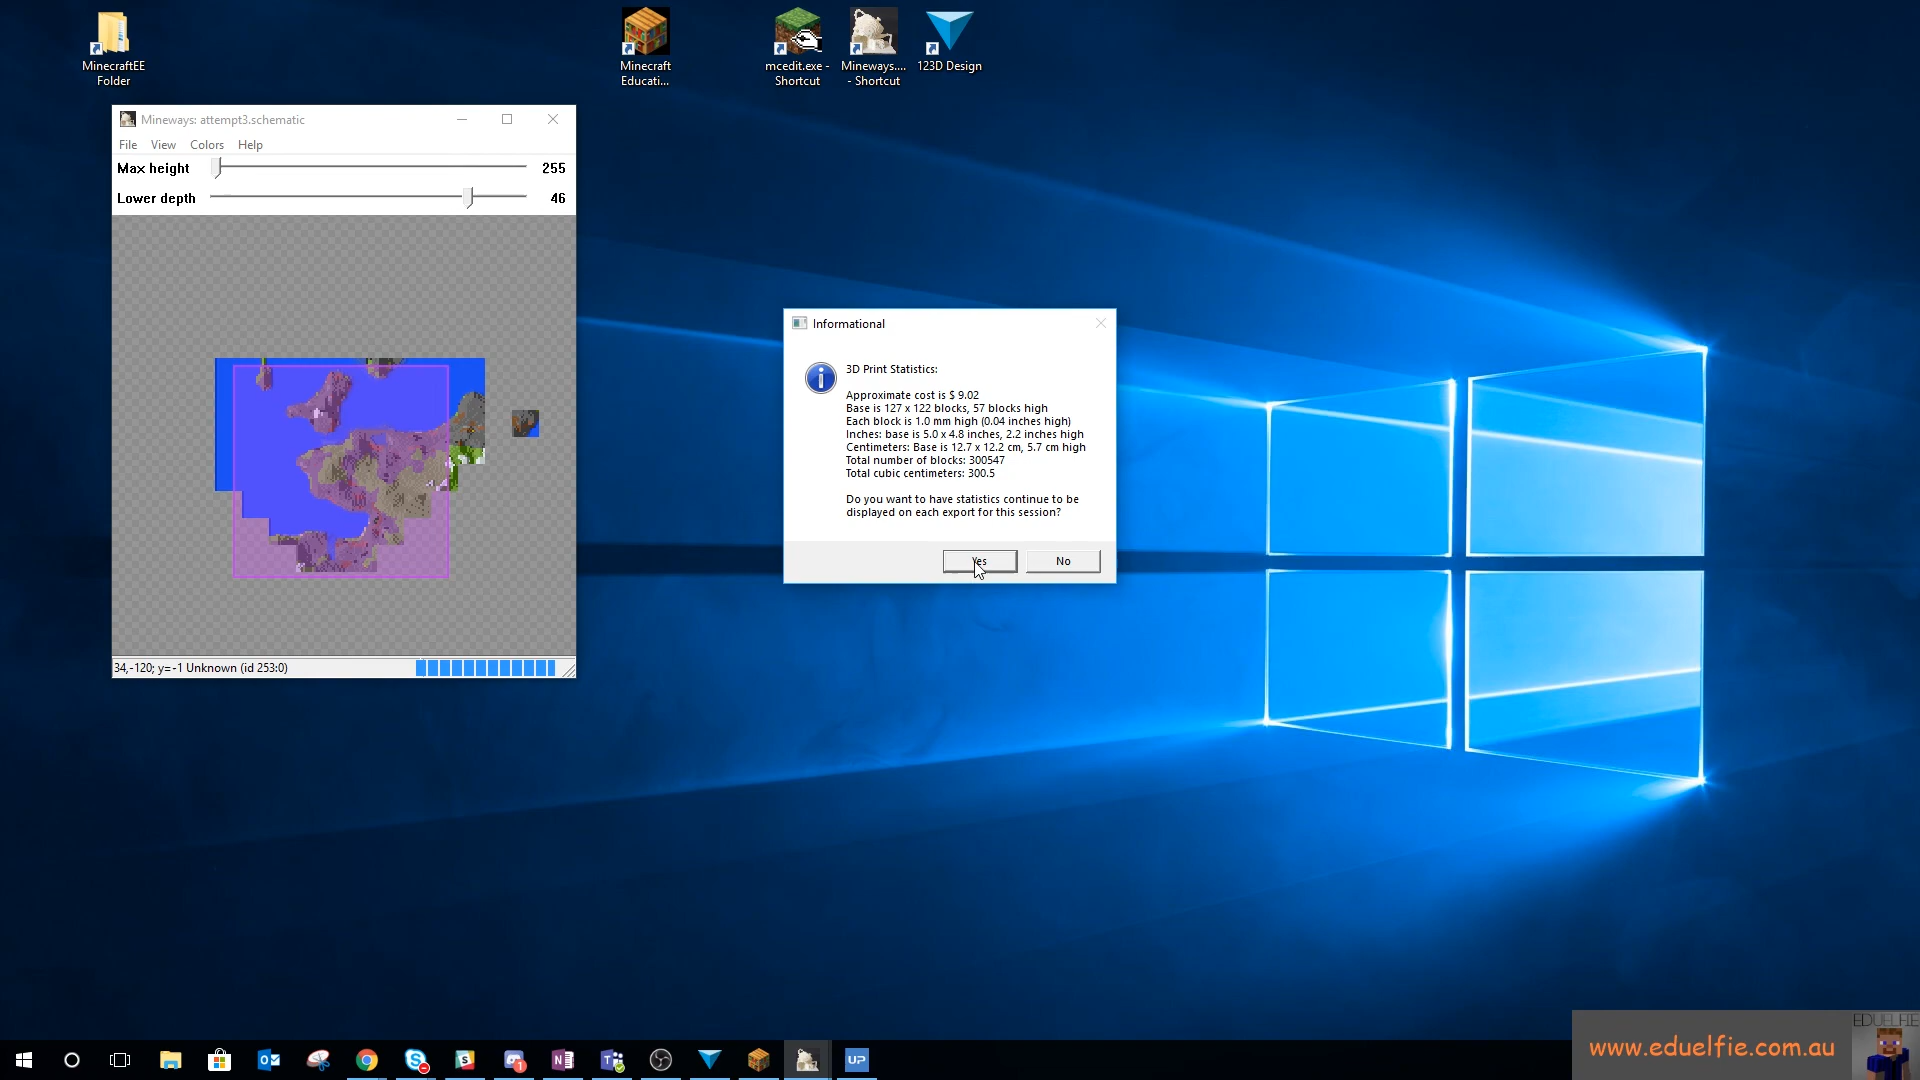 MinecraftEE
Folder
Minecraft
Educati...
mcedit.exe -
Shortcut
Mineways....
- Shortcut
123D Design
Mineways: attempt3.schematic
File View Colors Help
Max height 255
Lower depth 46
34,-120; y=-1 Unknown (id 253:0)
Informational
3D Print Statistics:
Approximate cost is $ 9.02
Base is 127 x 122 blocks, 57 blocks high
Each block is 1.0 mm high (0.04 inches high)
Inches: base is 5.0 x 4.8 inches, 2.2 inches high
Centimeters: Base is 12.7 x 12.2 cm, 5.7 cm high
Total number of blocks: 300547
Total cubic centimeters: 300.5
Do you want to have statistics continue to be
displayed on each export for this session?
Yes No
UP
www.eduelfie.com.au
EDUELFIE